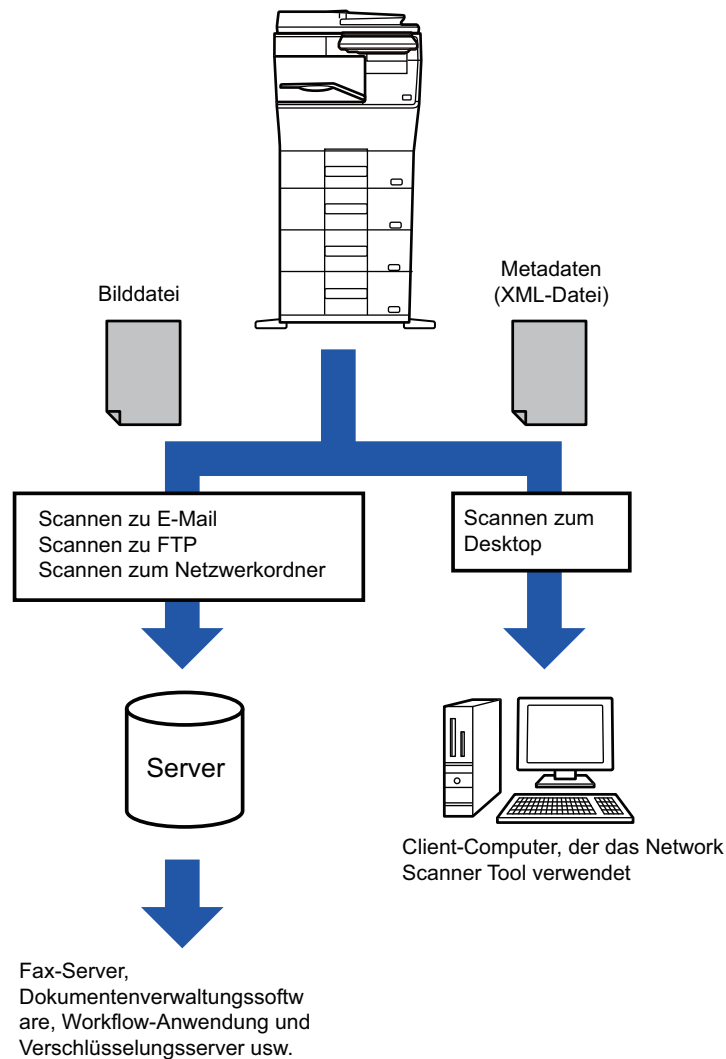 Bilddatei
Metadaten
(XML-Datei)
Scannen zu E-Mail
Scannen zu FTP
Scannen zum Netzwerkordner
Scannen zum
Desktop
Server
Client-Computer, der das Network
Scanner Tool verwendet
Fax-Server,
Dokumentenverwaltungssoftw
are, Workflow-Anwendung und
Verschlüsselungsserver usw.